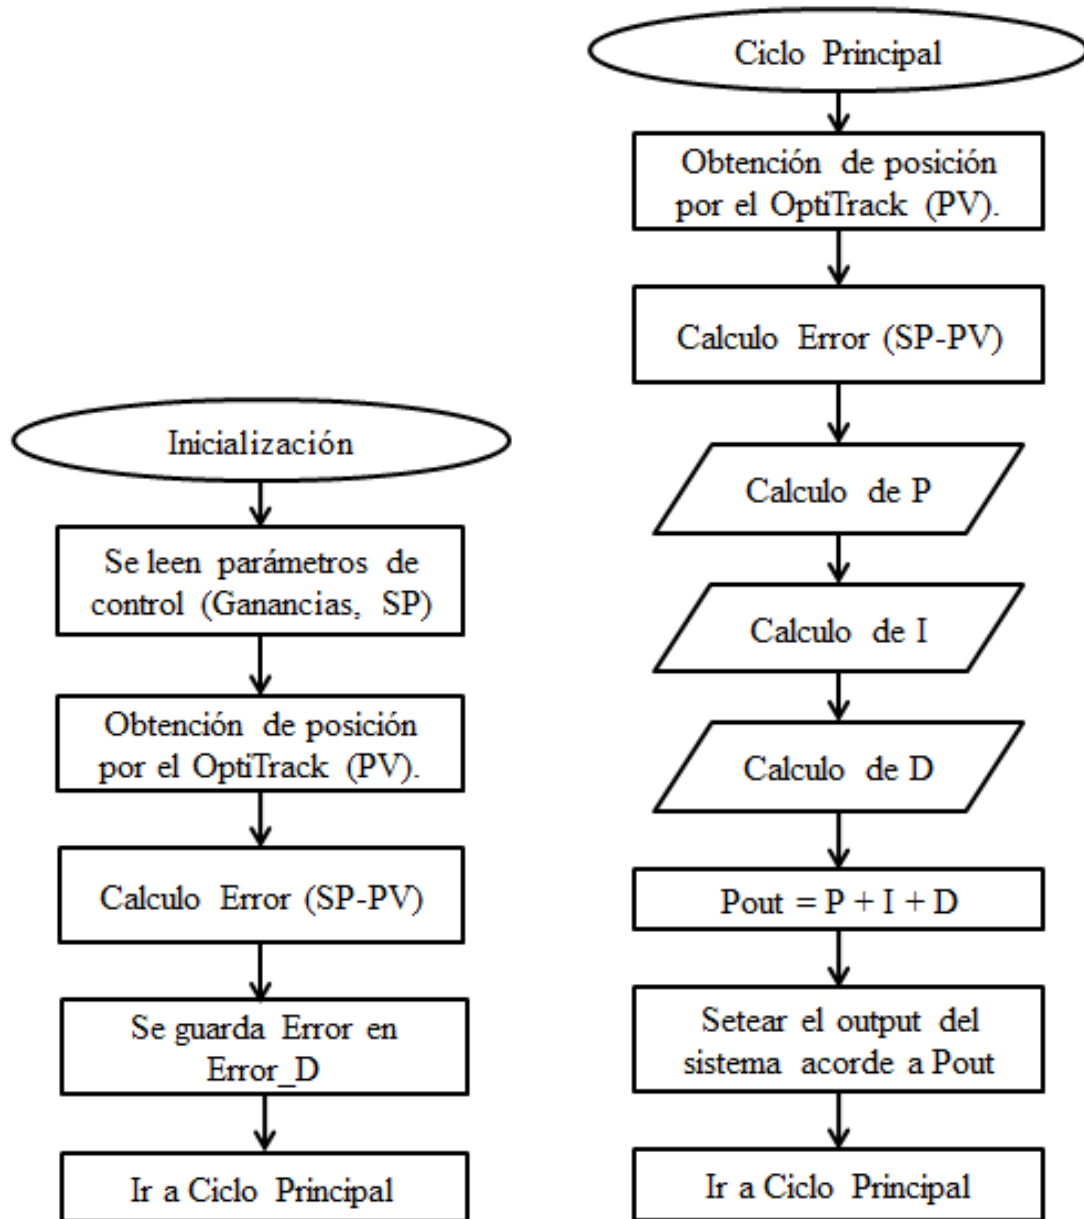 Inicialización
Se leen parámetros de
control (Ganancias, SP)
Obtención de posición
por el OptiTrack (PV).
Calculo Error (SP-PV)
Se guarda Error en
Error_D
Ir a Ciclo Principal
Ciclo Principal
Obtención de posición
por el OptiTrack (PV).
Calculo Error (SP-PV)
Calculo de P
Calculo de I
Calculo de D
Pout = P + I + D
Setear el output del
sistema acorde a Pout
Ir a Ciclo Principal